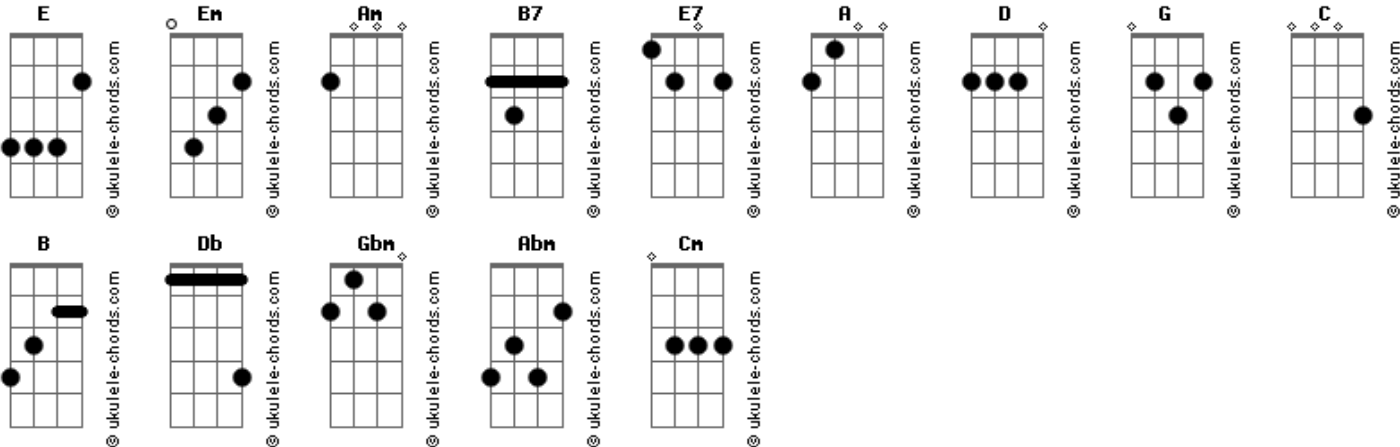 E Em Am B7 E7 A D G C
© ukulele-chords.com © ukulele-chords.com © ukulele-chords.com © ukulele-chords.com © ukulele-chords.com © ukulele-chords.com © ukulele-chords.com © ukulele-chords.com © ukulele-chords.com
B Db Gbm Abm Cm
© ukulele-chords.com © ukulele-chords.com © ukulele-chords.com © ukulele-chords.com © ukulele-chords.com